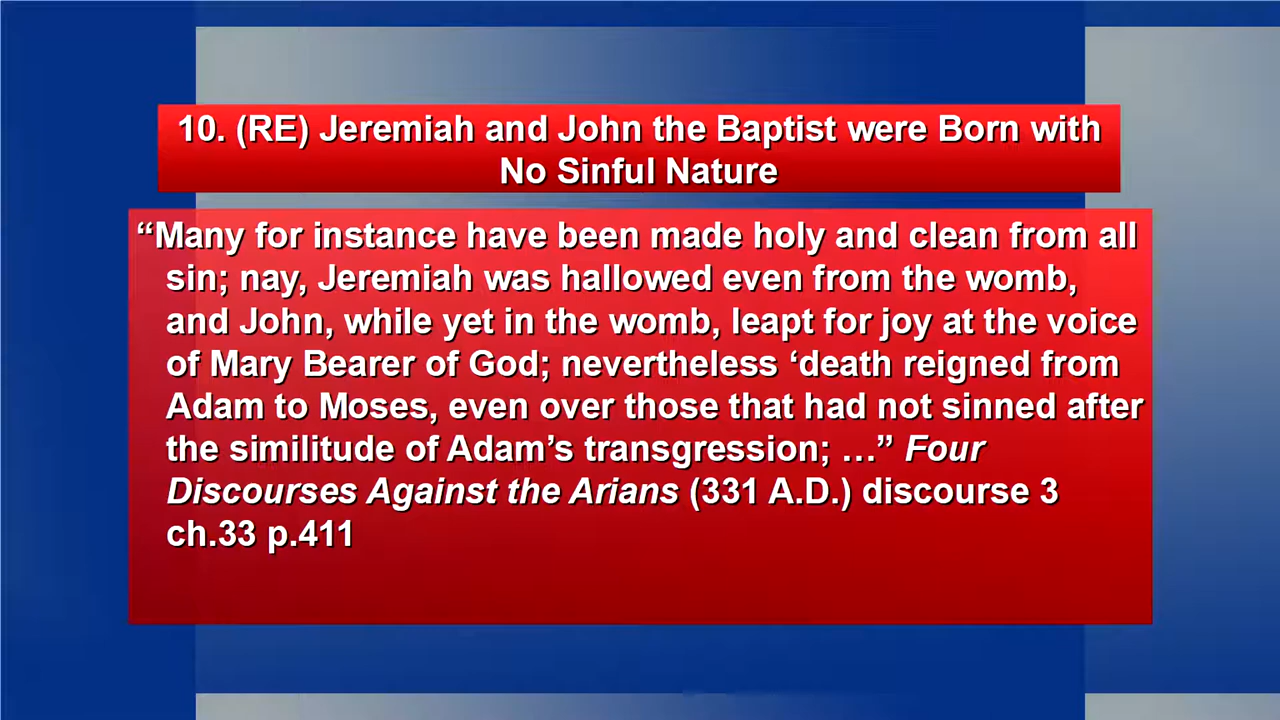 10. (RE) Jeremiah and John the Baptist were Born with
No Sinful Nature
“Many for instance have been made holy and clean from all
sin; nay, Jeremiah was hallowed even from the womb,
and John, while yet in the womb, leapt for joy at the voice
of Mary Bearer of God; nevertheless ‘death reigned from
Adam to Moses, even over those that had not sinned after
the similitude of Adam’s transgression; …” Four
Discourses Against the Arians (331 A.D.) discourse 3
ch.33 p.411